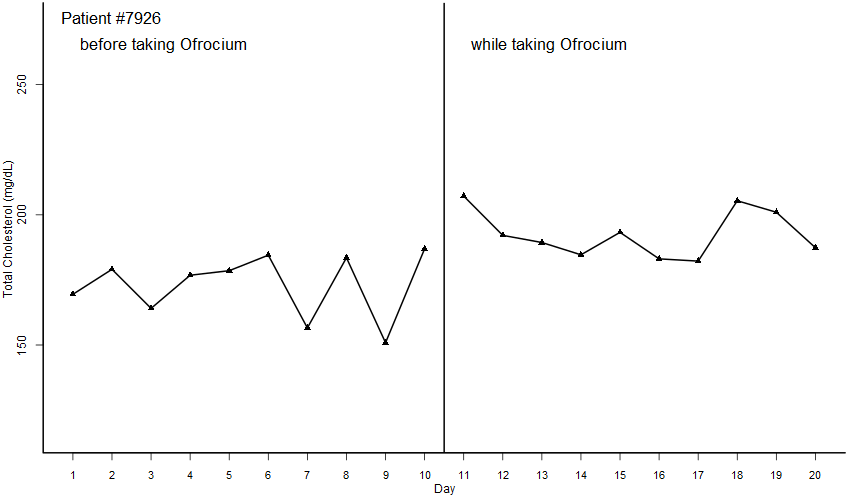 Patient #7926
before taking Ofrocium
while taking Ofrocium
Total Cholesterol (mg/dL)
250
200
150
1 2 3 4 5 6 7 8 9 10 11 12 13 14 15 16 17 18 19 20
Day